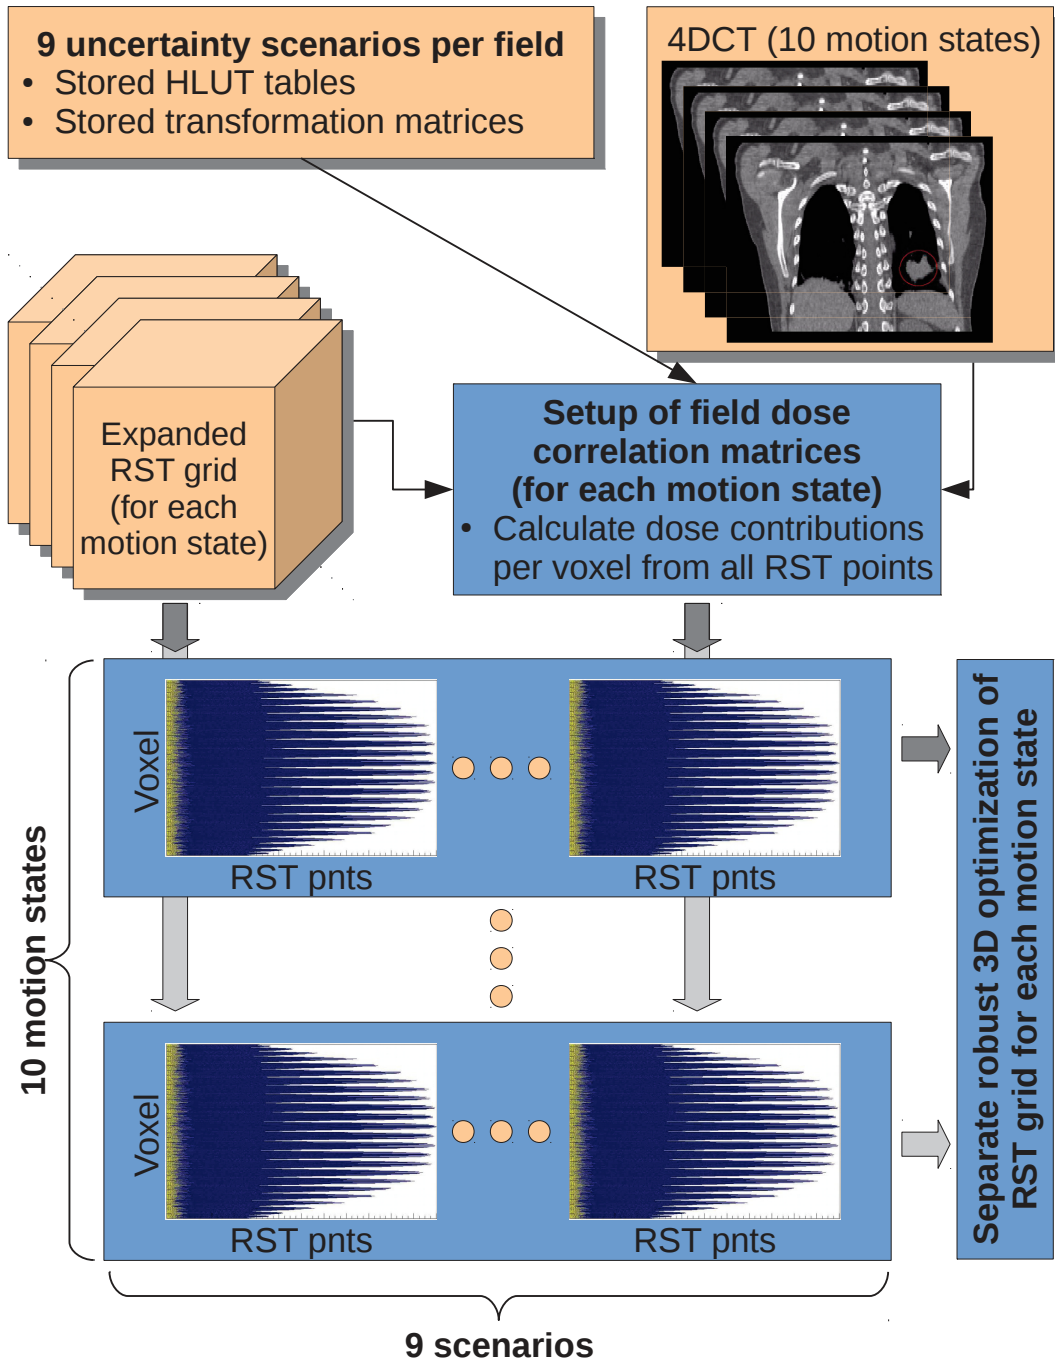 9 uncertainty scenarios per field
• Stored HLUT tables
• Stored transformation matrices
4DCT (10 motion states)
Expanded
RST grid
(for each
motion state)
Setup of field dose
correlation matrices
(for each motion state)
• Calculate dose contributions
per voxel from all RST points
10 motion states
Voxel
RST pnts
RST pnts
Voxel
RST pnts
RST pnts
Separate robust 3D optimization of
RST grid for each motion state
9 scenarios